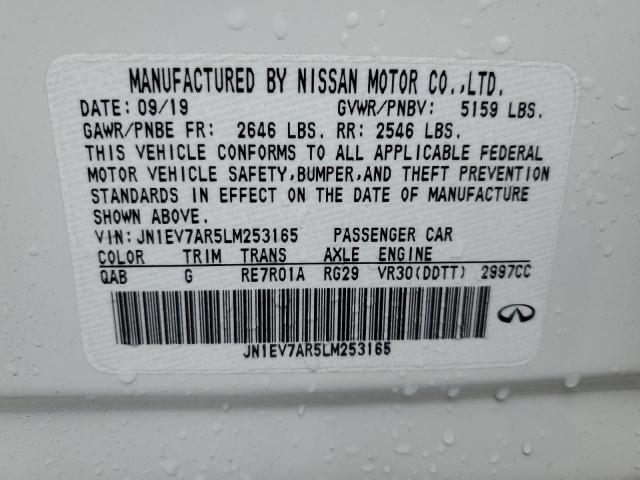 MANUFACTURED BY NISSAN MOTOR CO.,LTD.
DATE: 09/19 GVWR/PNBV: 5159 LBS.
GAWR/PNBE FR: 2646 LBS. RR: 2546 LBS.
THIS VEHICLE CONFORMS TO ALL APPLICABLE FEDERAL
MOTOR VEHICLE SAFETY,BUMPER,AND THEFT PREVENTION
STANDARDS IN EFFECT ON THE DATE OF MANUFACTURE
SHOWN ABOVE.
VIN:JN1EV7AR5LM253165 PASSENGER CAR
COLOR TRIM TRANS AXLE ENGINE
QAB G RE7R01A RG29 VR30(DDTT) 2997CC
JN1EV7AR5LM253165